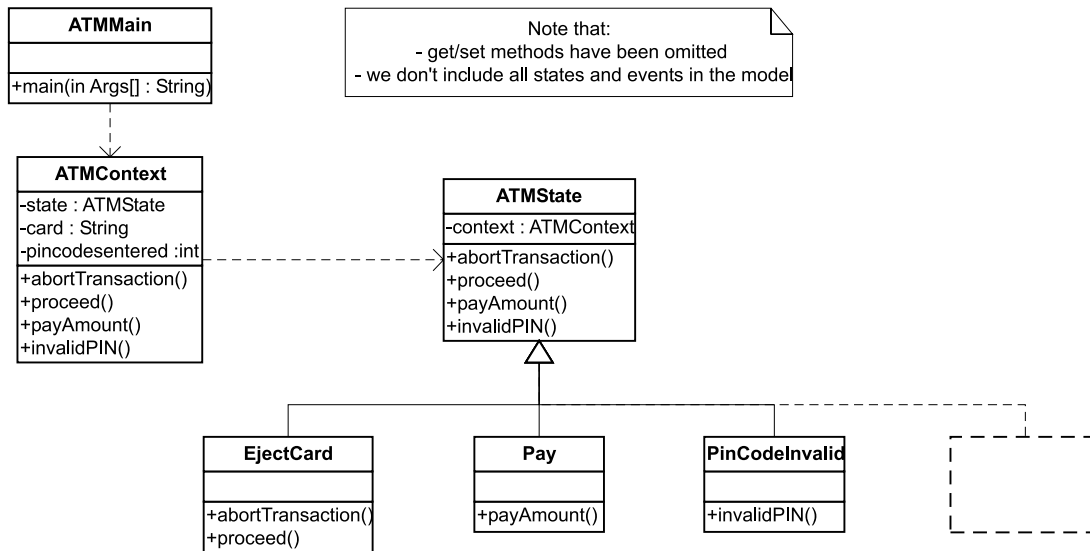 ATMMain
+main(in Args[] : String)
Note that:
- get/set methods have been omitted
- we don't include all states and events in the model
ATMContext
-state : ATMState
-card : String
-pincodesentered :int
+abortTransaction()
+proceed()
+payAmount()
+invalidPIN()
ATMState
-context : ATMContext
+abortTransaction()
+proceed()
+payAmount()
+invalidPIN()
EjectCard
+abortTransaction()
+proceed()
Pay
+payAmount()
PinCodeInvalid
+invalidPIN()